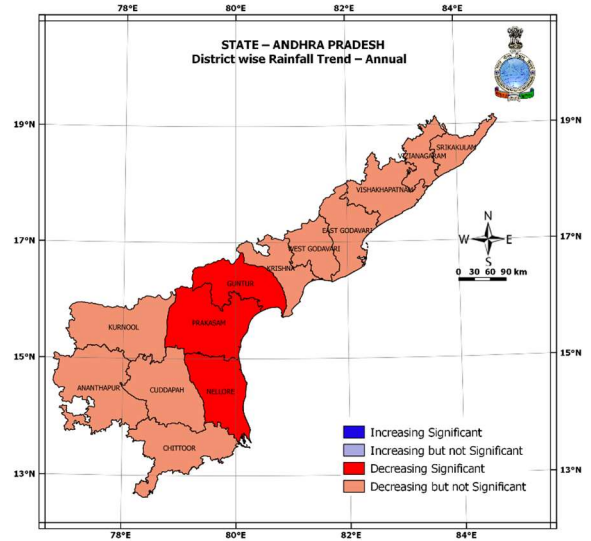 78°E 80°E 82°E 84°E
STATE – ANDHRA PRADESH
District wise Rainfall Trend – Annual
19°N 19°N
SRIKAKULAM
VIZIANAGARAM
VISHAKHAPATNAM
EAST GODAVARI
N
17°N W E 17°N
WEST GODAVARI
S
KRISHNA
0 30 60 90 km
GUNTUR
PRAKASAM
KURNOOL
15°N 15°N
ANANTHAPUR CUDDAPAH NELLORE
Increasing Significant
CHITTOOR
Increasing but not Significant
13°N Decreasing Significant 13°N
Decreasing but not Significant
78°E 80°E 82°E 84°E